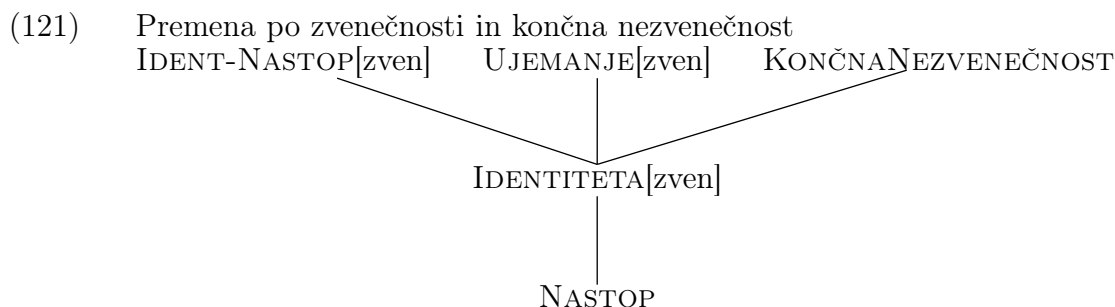 (121) Premena po zvenečnosti in končna nezvenečnost
IDENT-NASTOP[zven] UJEMANJE[zven] KONČNANEZVENEČNOST
IDENTITETA[zven]
NASTOP